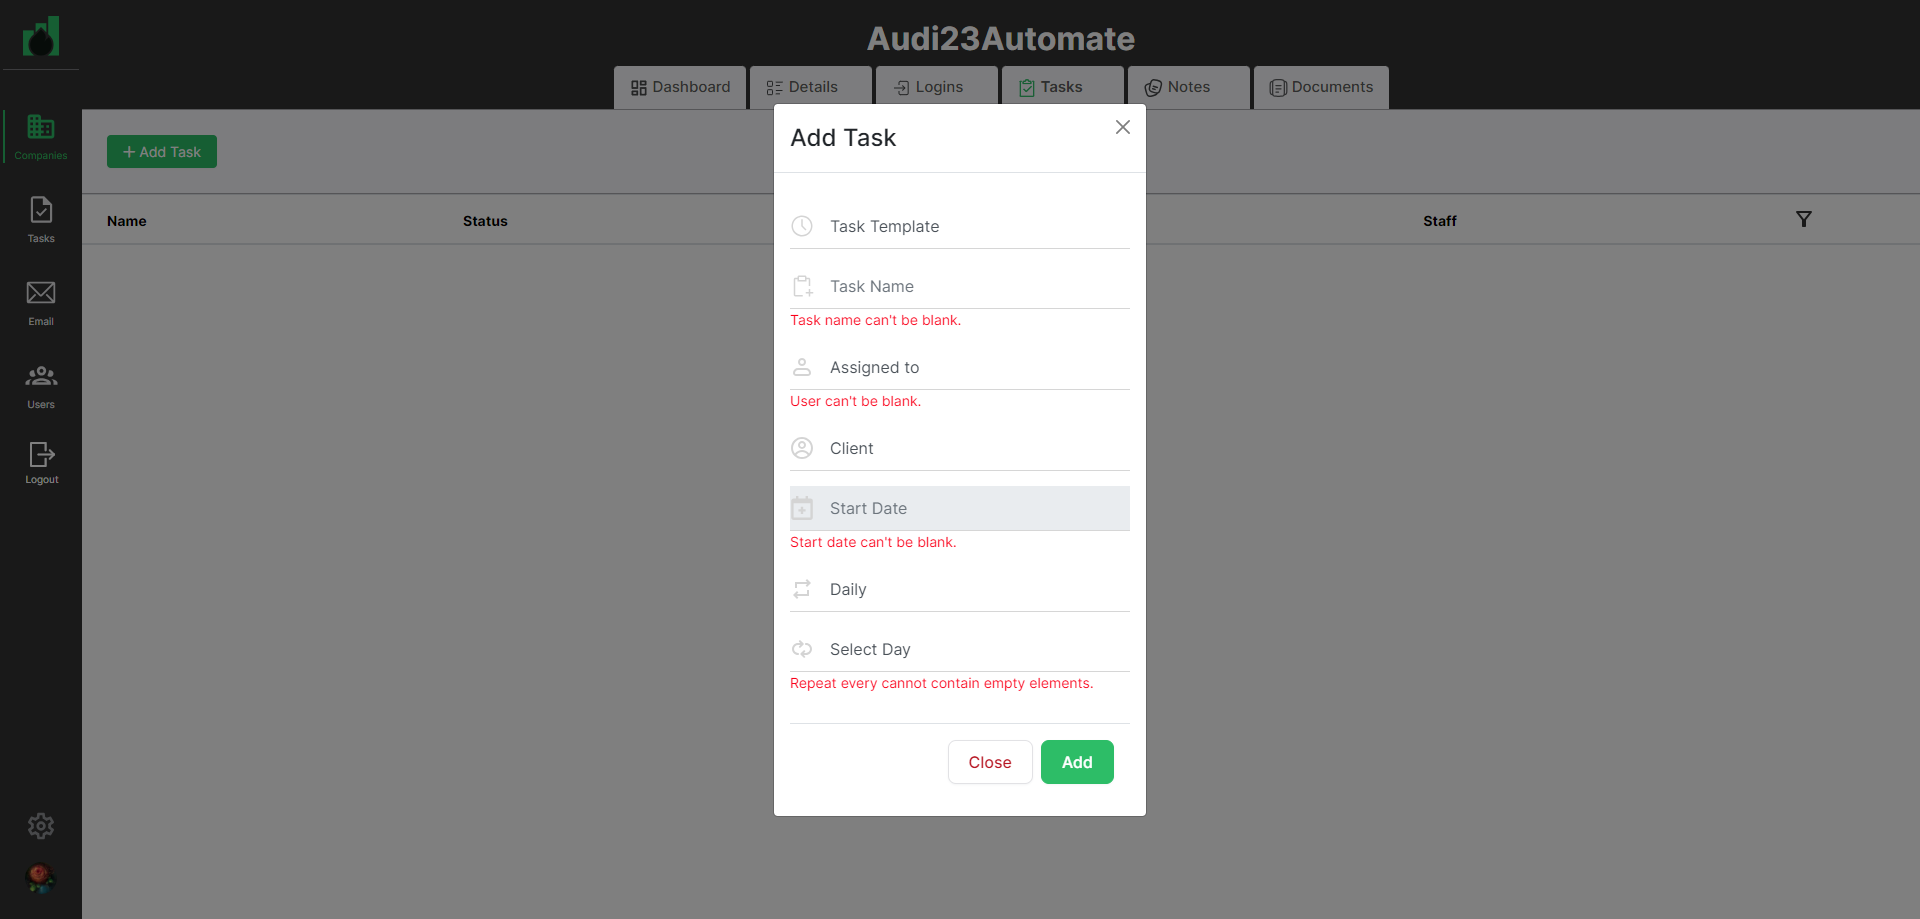 Audi23Automate
Dashboard
Details
Logins
Tasks
Notes
Documents
Companies
Tasks
Email
Users
Logout
+ Add Task
Name
Status
Staff
Add Task
Task Template
Task Name
Task name can't be blank.
Assigned to
User can't be blank.
Client
Start Date
Start date can't be blank.
Daily
Select Day
Repeat every cannot contain empty elements.
Close
Add